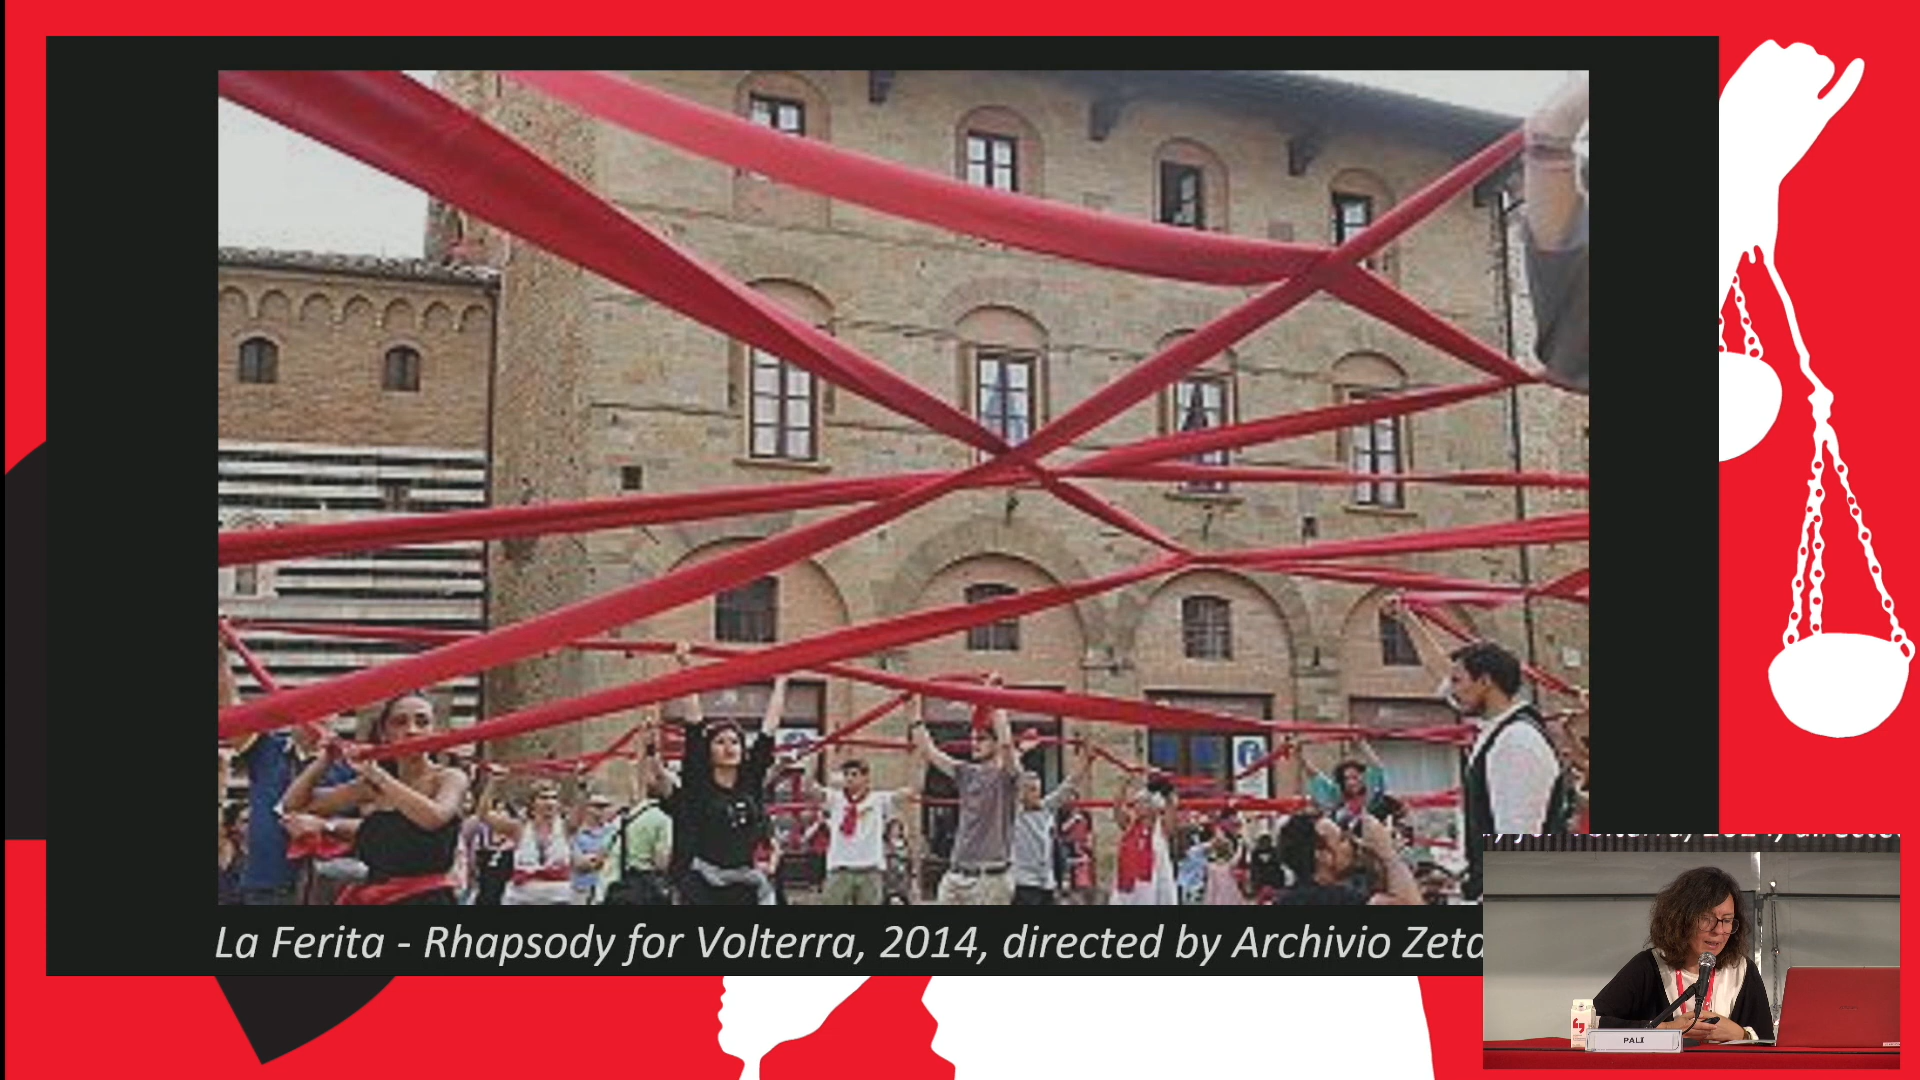 La Ferita - Rhapsody for Volterra, 2014, directed by Archivio Zeta
PALI